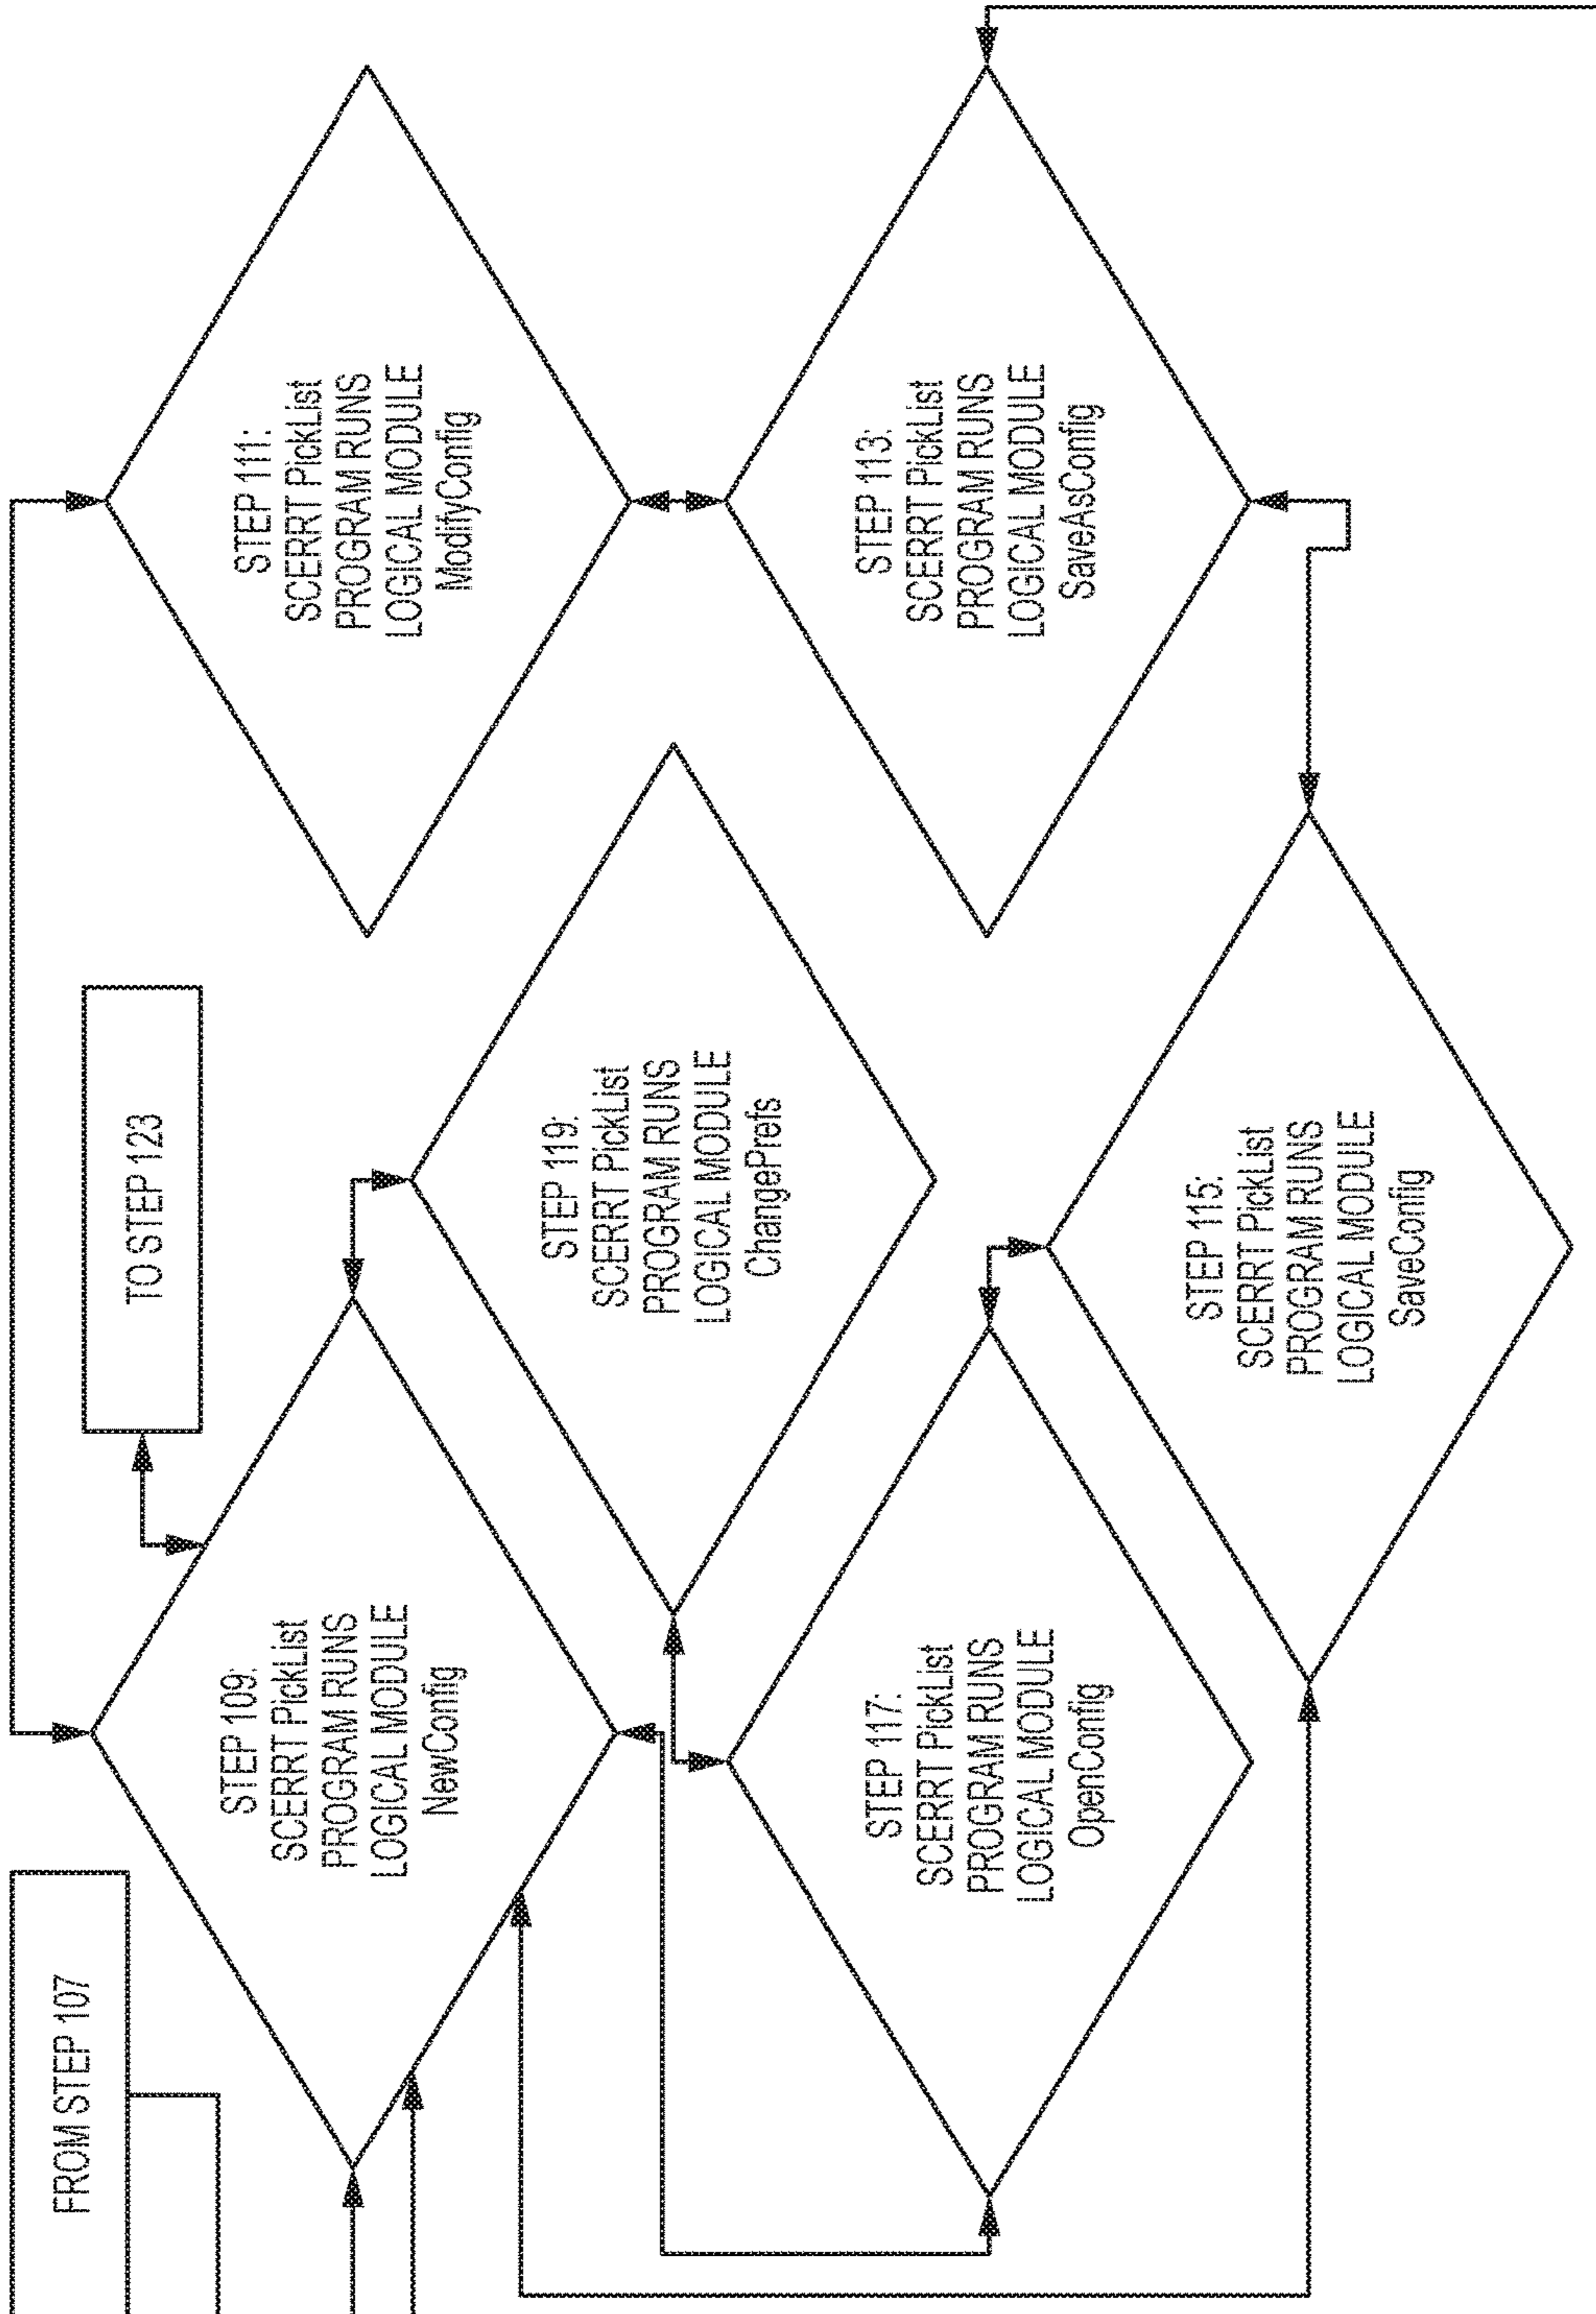 FROM STEP 107
TO STEP 123
STEP 109:
SCERRT PickList
PROGRAM RUNS
LOGICAL MODULE
NewConfig
STEP 111:
SCERRT PickList
PROGRAM RUNS
LOGICAL MODULE
ModifyConfig
STEP 119:
SCERRT PickList
PROGRAM RUNS
LOGICAL MODULE
ChangePrefs
STEP 117:
SCERRT PickList
PROGRAM RUNS
LOGICAL MODULE
OpenConfig
STEP 113:
SCERRT PickList
PROGRAM RUNS
LOGICAL MODULE
SaveAsConfig
STEP 115:
SCERRT PickList
PROGRAM RUNS
LOGICAL MODULE
SaveConfig